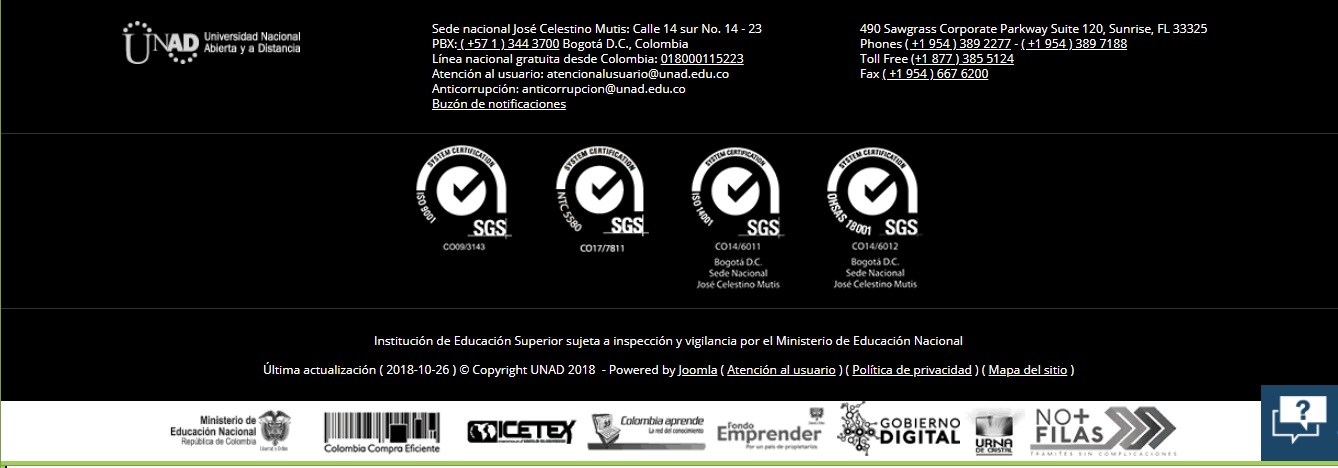 UNAD Universidad Nacional
Abierta y a Distancia
Sede nacional José Celestino Mutis: Calle 14 sur No. 14 - 23
PBX: ( +57 1 ) 344 3700 Bogotá D.C., Colombia
Línea nacional gratuita desde Colombia: 018000115223
Atención al usuario: atencionalusuario@unad.edu.co
Anticorrupción: anticorrupcion@unad.edu.co
Buzón de notificaciones
490 Sawgrass Corporate Parkway Suite 120, Sunrise, FL 33325
Phones ( +1 954 ) 389 2277 - ( +1 954 ) 389 7188
Toll Free (+1 877 ) 385 5124
Fax ( +1 954 ) 667 6200
SYSTEM CERTIFICATION
ISO 9001
SGS
CO09/3143
SYSTEM CERTIFICATION
NTC 5580
SGS
CO17/7811
SYSTEM CERTIFICATION
ISO 14001
SGS
CO14/6011
Bogotá D.C.
Sede Nacional
José Celestino Mutis
SYSTEM CERTIFICATION
OHSAS 18001
SGS
CO14/6012
Bogotá D.C.
Sede Nacional
José Celestino Mutis
Institución de Educación Superior sujeta a inspección y vigilancia por el Ministerio de Educación Nacional
Última actualización ( 2018-10-26 ) © Copyright UNAD 2018 - Powered by Joomla ( Atención al usuario ) ( Política de privacidad ) ( Mapa del sitio )
Ministerio de
Educación Nacional
República de Colombia
Libertad y Orden
Colombia Compra Eficiente
ICETEX
Colombia aprende
La red del conocimiento
Fondo
Emprender
Por un país de propietarios
GOBIERNO
DIGITAL
URNA
DE CRISTAL
NO+
FILAS
TRÁMITES SIN COMPLICACIONES
?